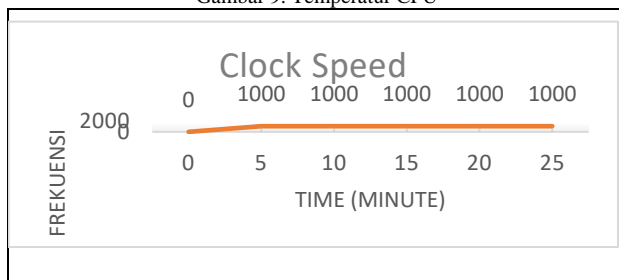 Gambar 9. Temperatur CPU
Clock Speed
0 1000 1000 1000 1000 1000
2000
0
0 5 10 15 20 25
TIME (MINUTE)
FREKUENSI